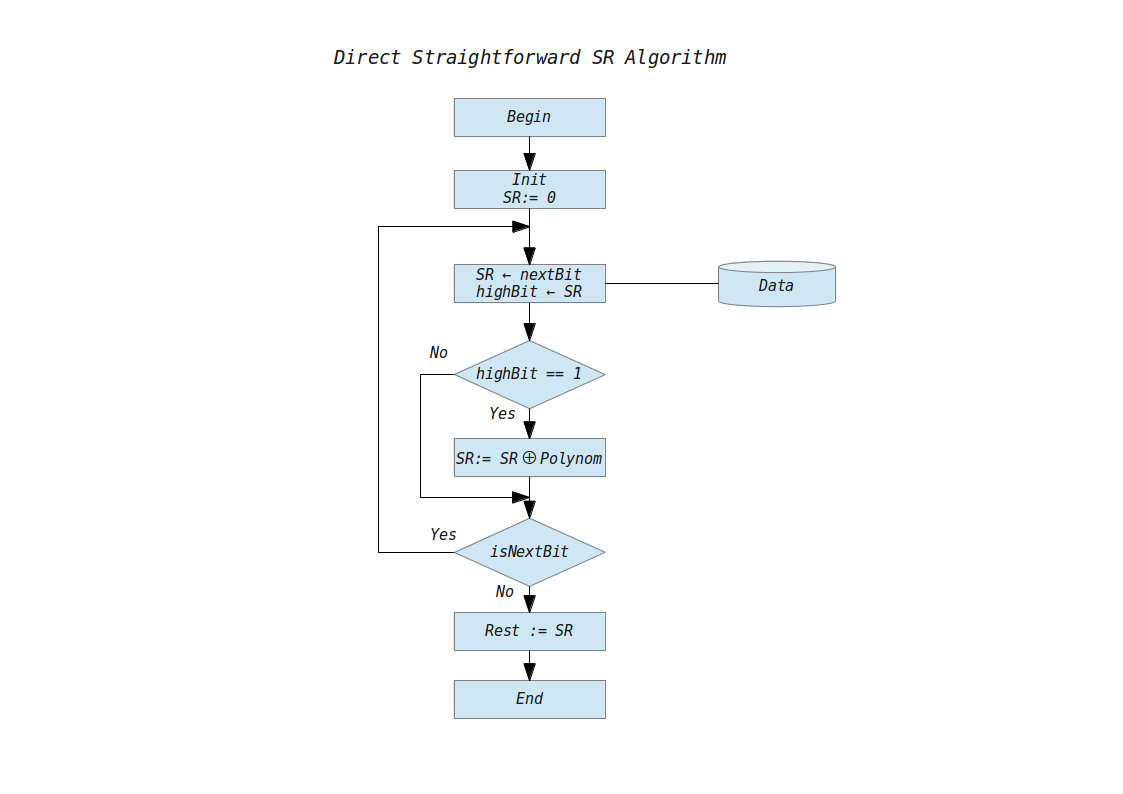 Direct Straightforward SR Algorithm
Begin
Init
SR:= 0
SR ← nextBit
highBit ← SR
Data
No
highBit == 1
Yes
SR:= SR ⊕ Polynom
Yes
isNextBit
No
Rest := SR
End